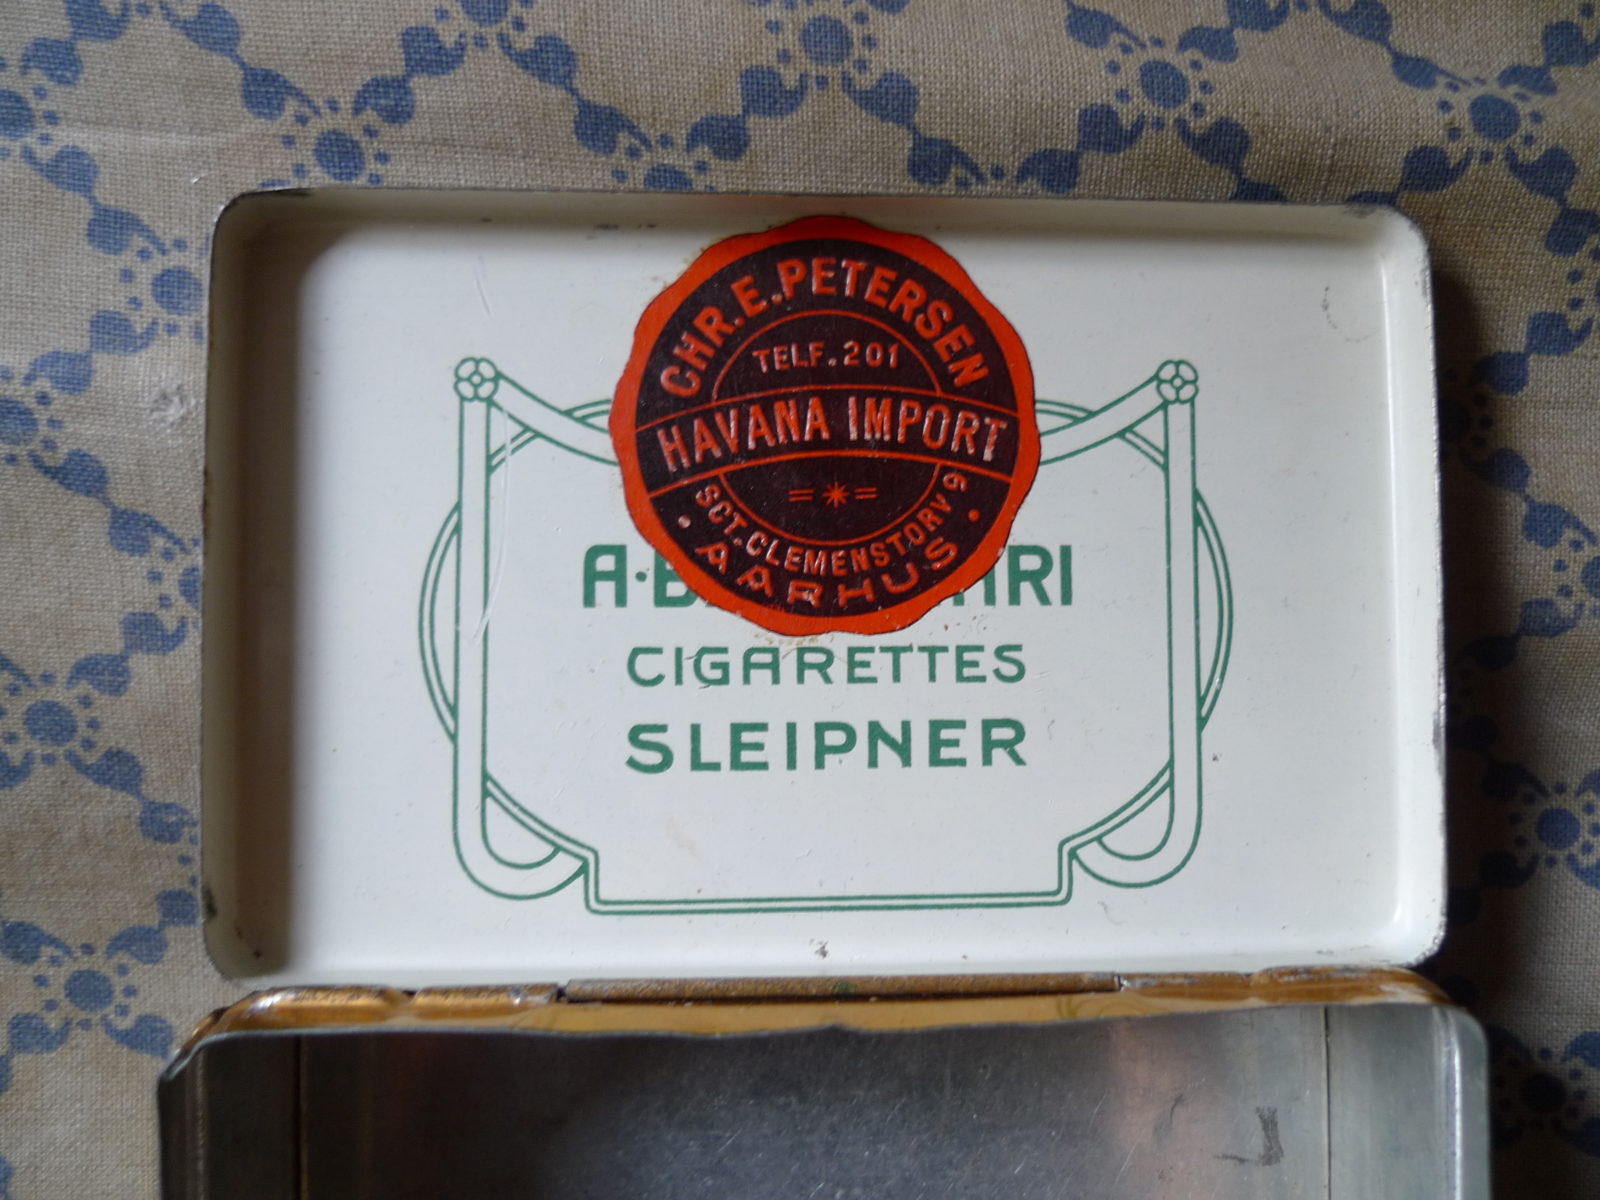 CHR. E. PETERSEN
TELF. 201
HAVANA IMPORT
SCT. CLEMENSTORV 9
AARHUS
CIGARETTES
SLEIPNER